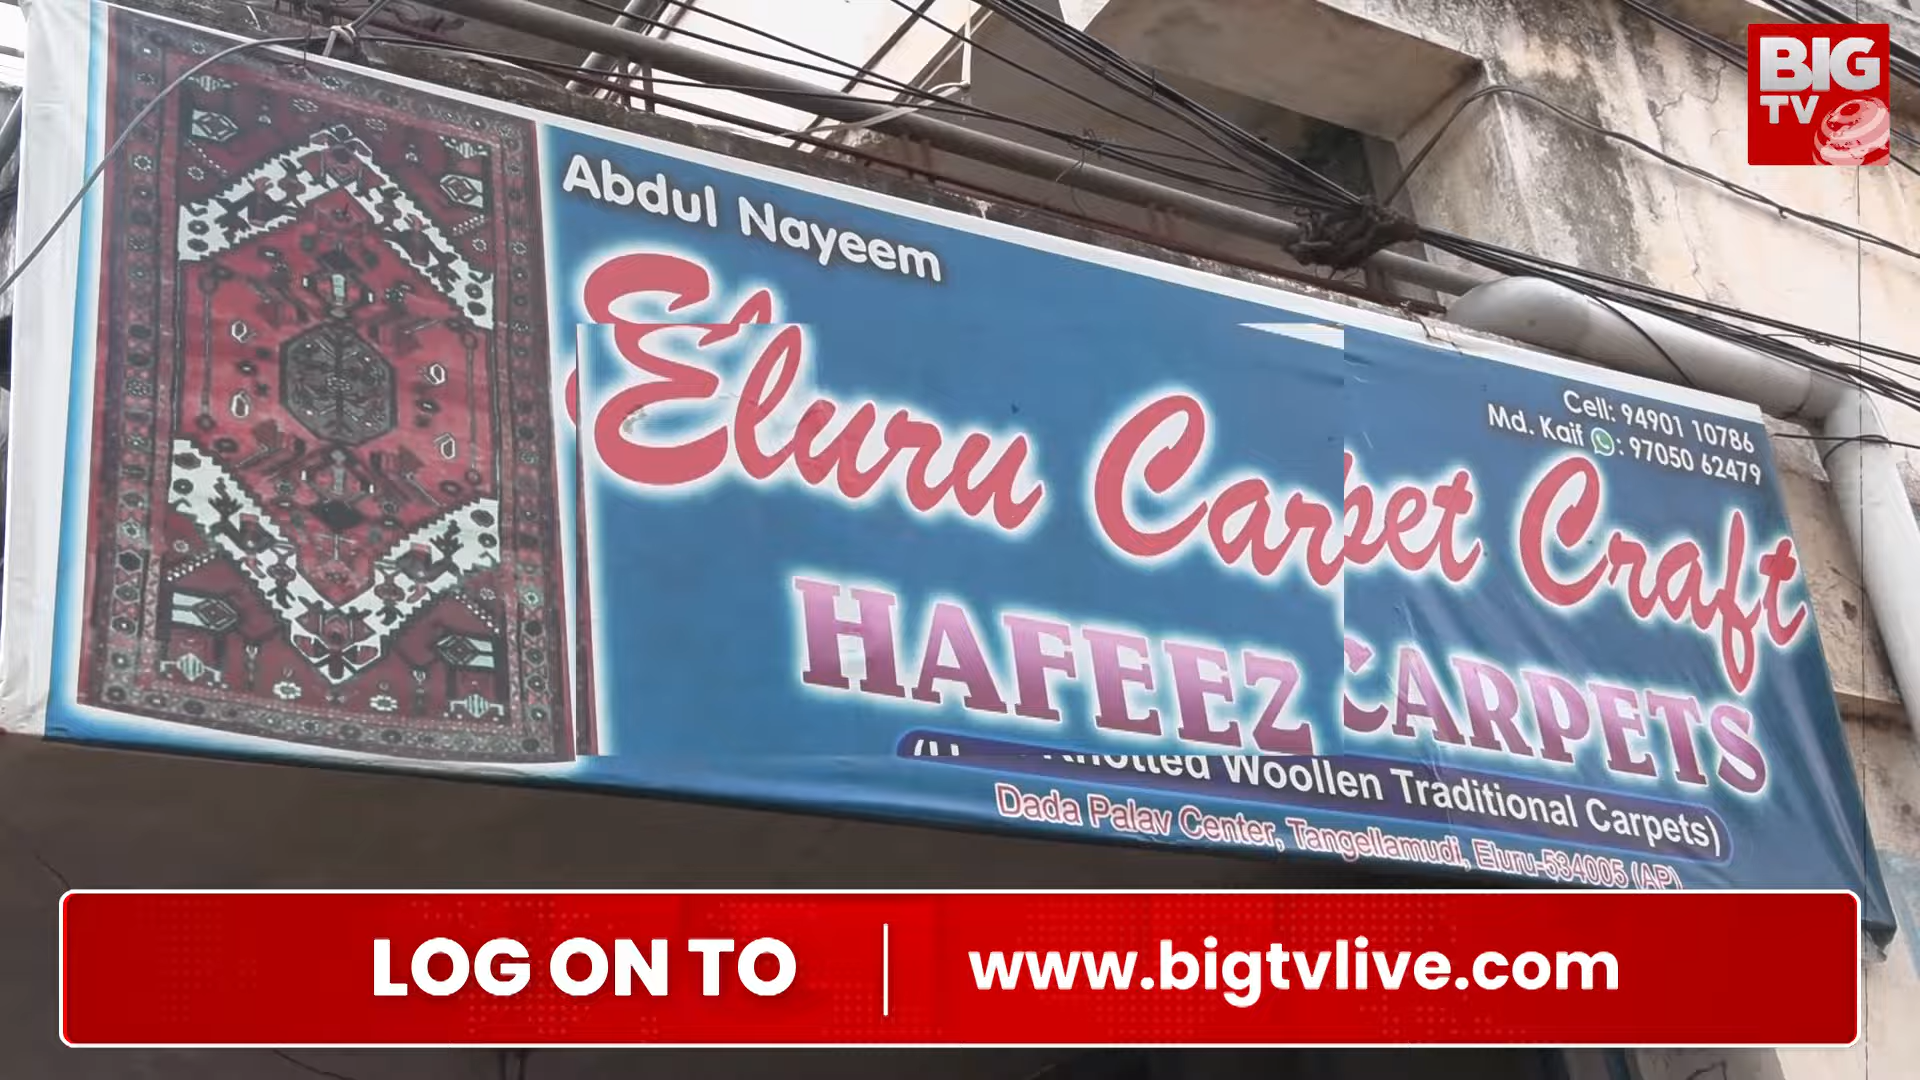 BIG
TV
Abdul Nayeem
Cell: 94901 10786
Md. Kaif : 97050 62479
Eluru Carpet Craft
HAFEEZ CARPETS
Knotted Woollen Traditional Carpets)
Dada Palav Center, Tangellamudi, Eluru-534005 (AP)
LOG ON TO
www.bigtvlive.com